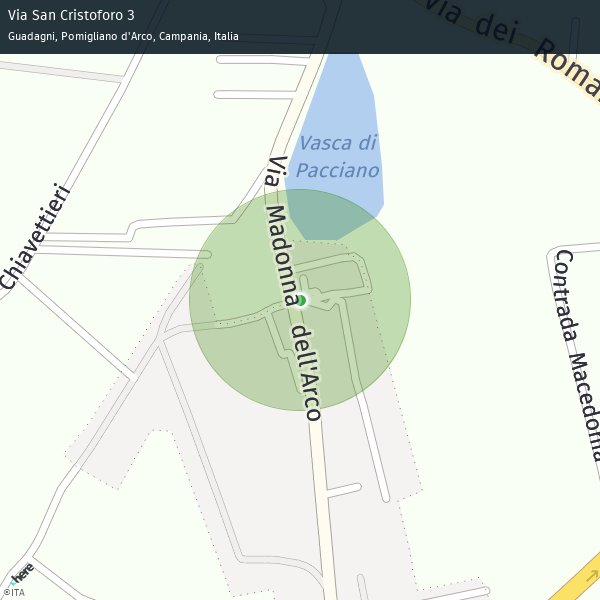 Via San Cristoforo 3
Guadagni, Pomigliano d'Arco, Campania, Italia
via dei Roma
Vasca di
Pacciano
Via Madonna dell'Arco
Chiavettieri
Contrada Macedonia
here
©ITA